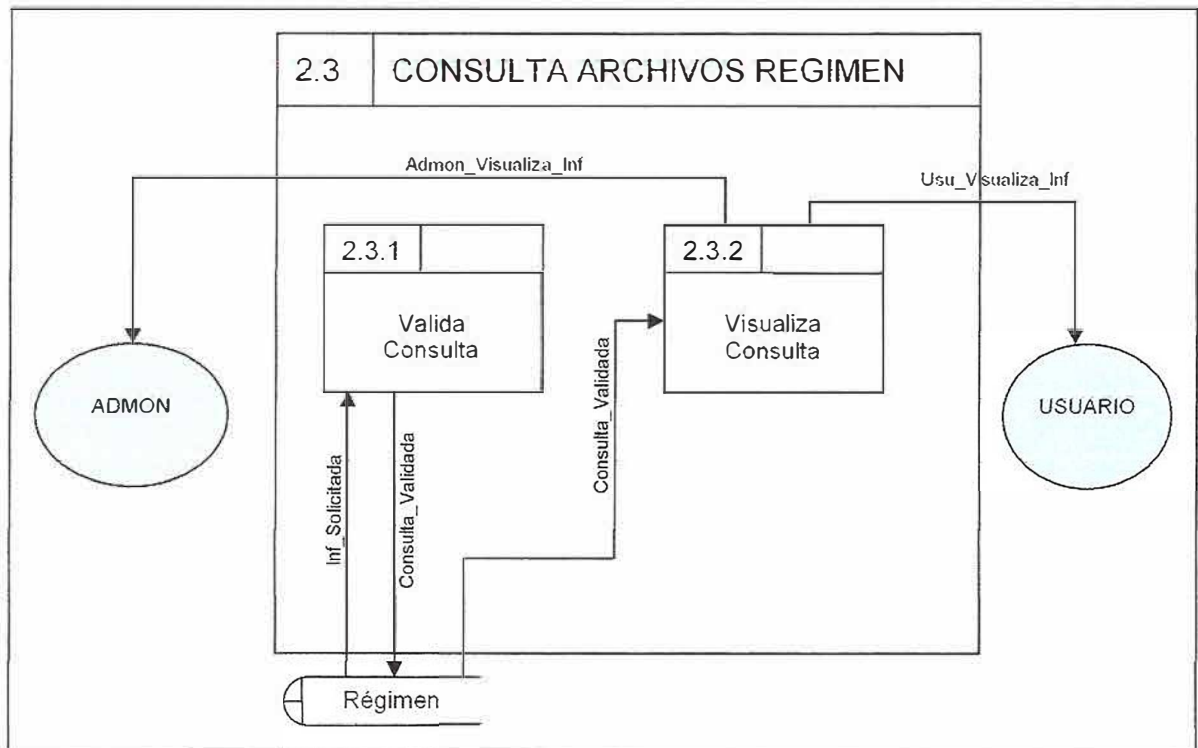 2.3 CONSULTA ARCHIVOS REGIMEN
Admon_Visualiza_Inf
Usu_Visualiza_Inf
2.3.1
2.3.2
Valida
Consulta
Visualiza
Consulta
ADMON
USUARIO
Inf_Solicitada
Consulta_Validada
Consulta_Validada
Régimen